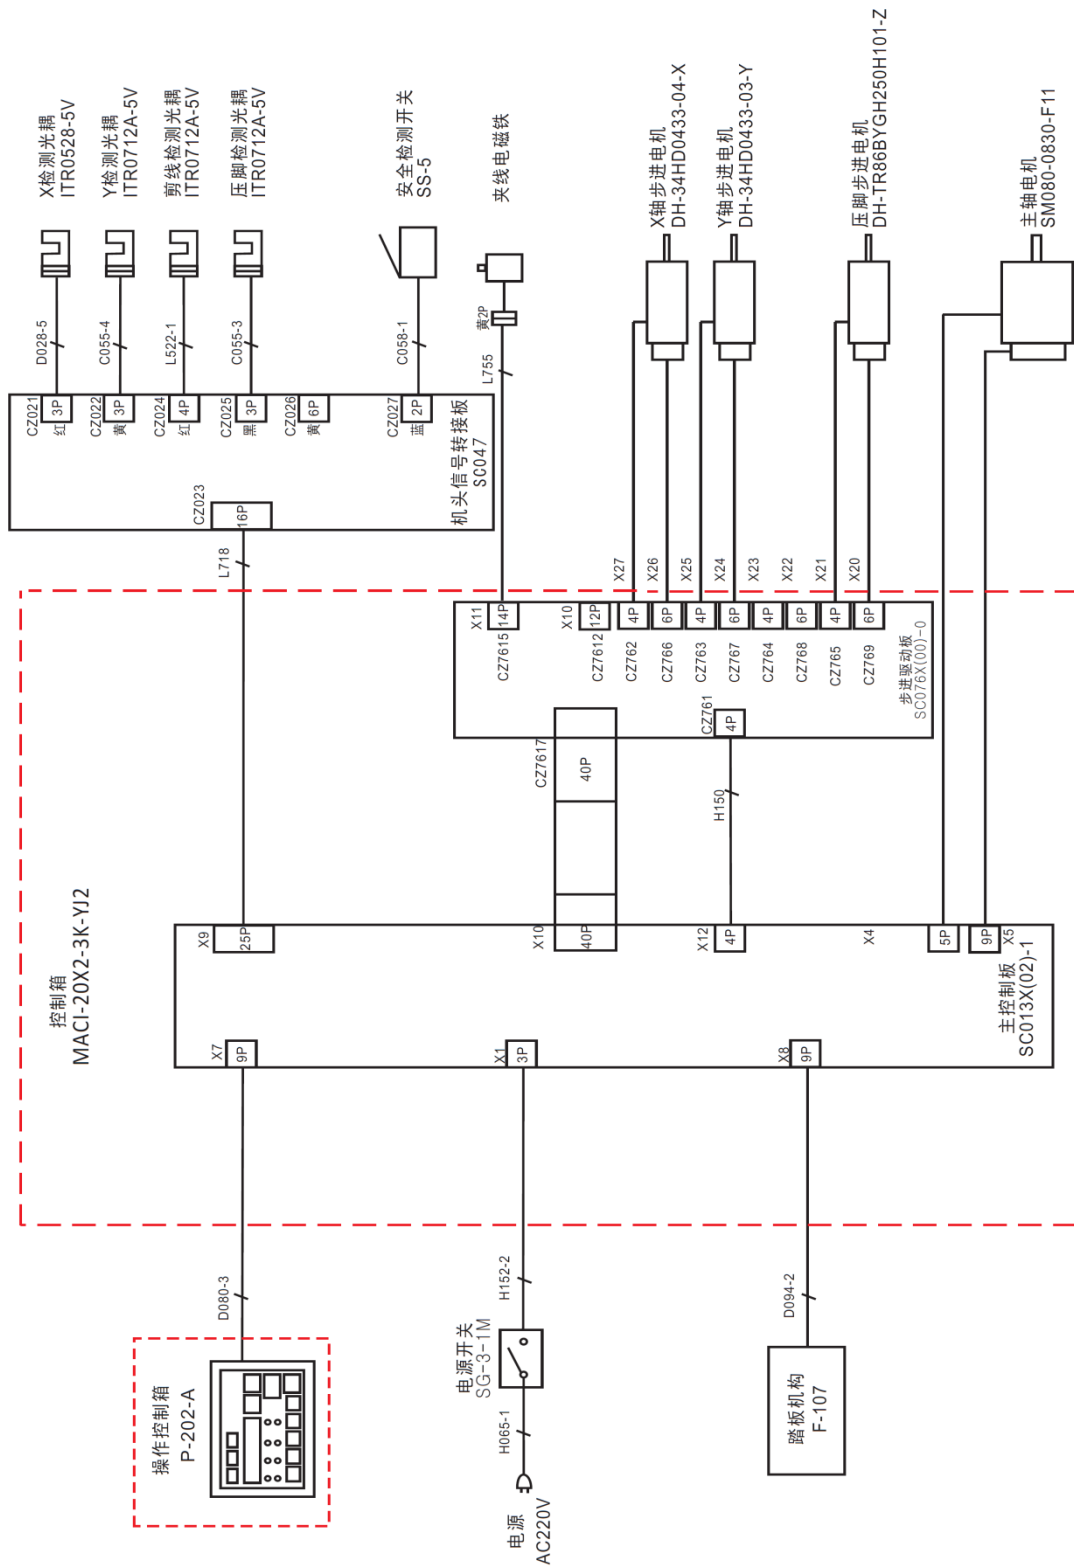 X检测光耦
ITR0528-5V
Y检测光耦
ITR0712A-5V
剪线检测光耦
ITR0712A-5V
压脚检测光耦
ITR0712A-5V
安全检测开关
SS-5
夹线电磁铁
X轴步进电机
DH-34HD0433-04-X
Y轴步进电机
DH-34HD0433-03-Y
压脚步进电机
DH-TR86BYGH250H101-Z
主轴电机
SM080-0830-F11
D028-5
C055-4
L522-1
C055-3
C058-1
黄2P
L755
CZ021
3P
红
CZ022
3P
黄
CZ024
4P
红
CZ025
3P
黑
CZ026
6P
黄
CZ027
2P
蓝
机头信号转接板
SC047
CZ023
16P
L718
X27
X26
X25
X24
X23
X22
X21
X20
X11
14P
CZ7615
X10
12P
CZ7612
4P
CZ762
6P
CZ766
4P
CZ763
6P
CZ767
4P
CZ764
6P
CZ768
4P
CZ765
6P
CZ769
步进驱动板
SC076X(00)-0
CZ761
4P
CZ7617
40P
H150
控制箱
MACI-20X2-3K-YJ2
X9
25P
X10
40P
X12
4P
X4
5P
9P
X5
主控制板
SC013X(02)-1
X7
9P
X1
3P
X8
9P
D080-3
H152-2
D094-2
操作控制箱
P-202-A
电源开关
SG-3-1M
H065-1
电源
AC220V
踏板机构
F-107